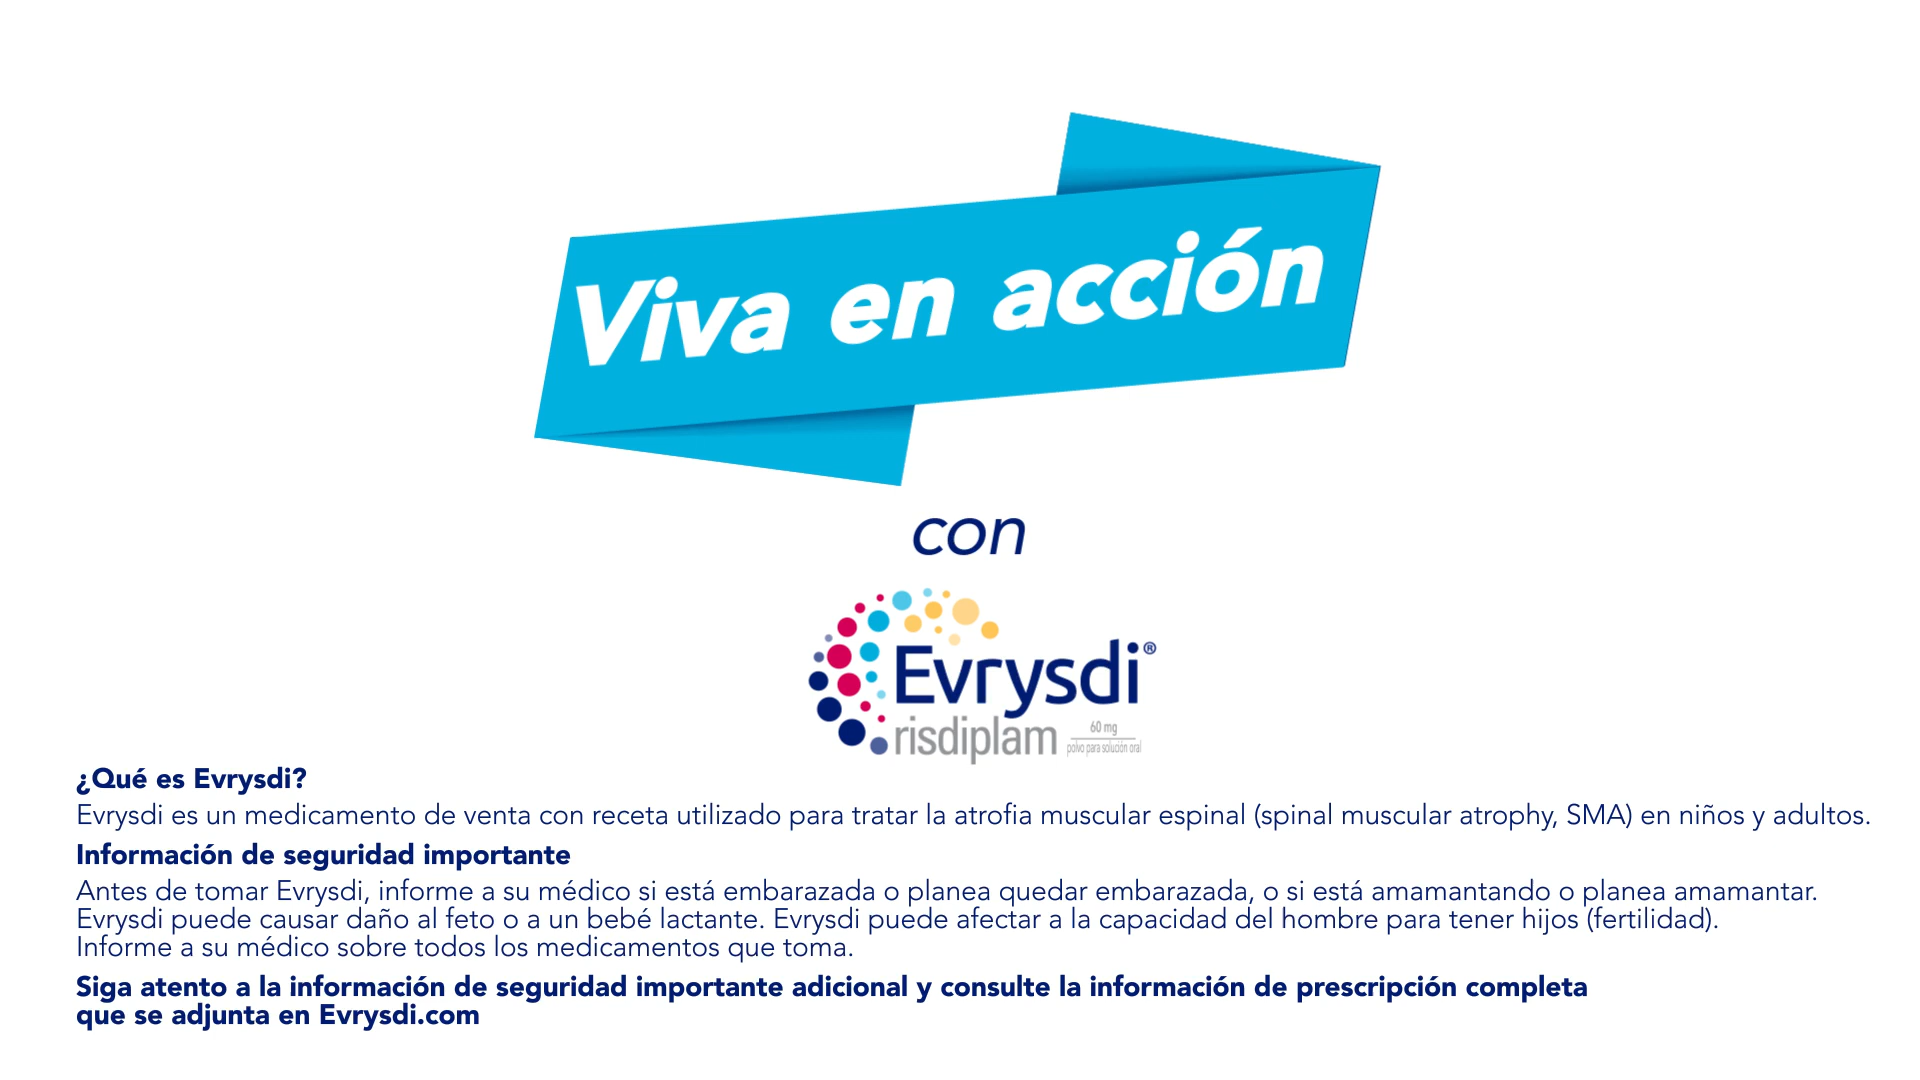 Viva en acción
con
Evrysdi®
risdiplam
60 mg
polvo para solución oral
¿Qué es Evrysdi?
Evrysdi es un medicamento de venta con receta utilizado para tratar la atrofia muscular espinal (spinal muscular atrophy, SMA) en niños y adultos.
Información de seguridad importante
Antes de tomar Evrysdi, informe a su médico si está embarazada o planea quedar embarazada, o si está amamantando o planea amamantar.
Evrysdi puede causar daño al feto o a un bebé lactante. Evrysdi puede afectar a la capacidad del hombre para tener hijos (fertilidad).
Informe a su médico sobre todos los medicamentos que toma.
Siga atento a la información de seguridad importante adicional y consulte la información de prescripción completa
que se adjunta en Evrysdi.com